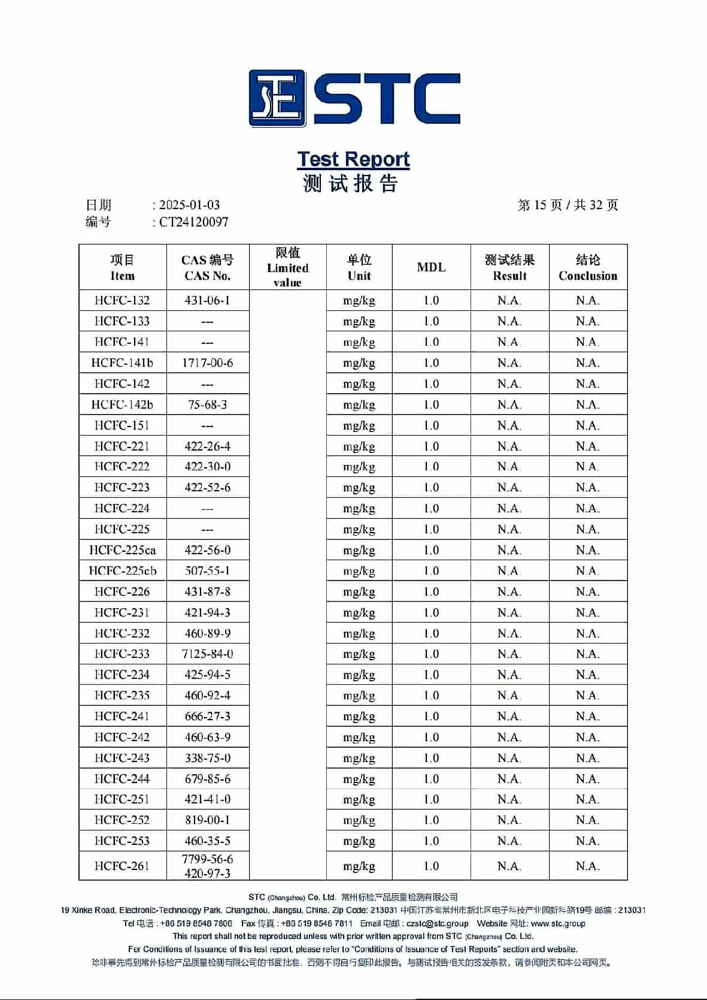 STC
Test Report
测试报告
日期 : 2025-01-03 第 15 页 / 共 32 页
编号 : CT24120097
项目 Item CAS 编号 CAS No. 限值 Limited value 单位 Unit MDL 测试结果 Result 结论 Conclusion
HCFC-132 431-06-1 mg/kg 1.0 N.A. N.A.
HCFC-133 --- mg/kg 1.0 N.A. N.A.
HCFC-141 --- mg/kg 1.0 N.A. N.A.
HCFC-141b 1717-00-6 mg/kg 1.0 N.A. N.A.
HCFC-142 --- mg/kg 1.0 N.A. N.A.
HCFC-142b 75-68-3 mg/kg 1.0 N.A. N.A.
HCFC-151 --- mg/kg 1.0 N.A. N.A.
HCFC-221 422-26-4 mg/kg 1.0 N.A. N.A.
HCFC-222 422-30-0 mg/kg 1.0 N.A. N.A.
HCFC-223 422-52-6 mg/kg 1.0 N.A. N.A.
HCFC-224 --- mg/kg 1.0 N.A. N.A.
HCFC-225 --- mg/kg 1.0 N.A. N.A.
HCFC-225ca 422-56-0 mg/kg 1.0 N.A. N.A.
HCFC-225cb 507-55-1 mg/kg 1.0 N.A. N.A.
HCFC-226 431-87-8 mg/kg 1.0 N.A. N.A.
HCFC-231 421-94-3 mg/kg 1.0 N.A. N.A.
HCFC-232 460-89-9 mg/kg 1.0 N.A. N.A.
HCFC-233 7125-84-0 mg/kg 1.0 N.A. N.A.
HCFC-234 425-94-5 mg/kg 1.0 N.A. N.A.
HCFC-235 460-92-4 mg/kg 1.0 N.A. N.A.
HCFC-241 666-27-3 mg/kg 1.0 N.A. N.A.
HCFC-242 460-63-9 mg/kg 1.0 N.A. N.A.
HCFC-243 338-75-0 mg/kg 1.0 N.A. N.A.
HCFC-244 679-85-6 mg/kg 1.0 N.A. N.A.
HCFC-251 421-41-0 mg/kg 1.0 N.A. N.A.
HCFC-252 819-00-1 mg/kg 1.0 N.A. N.A.
HCFC-253 460-35-5 mg/kg 1.0 N.A. N.A.
HCFC-261 7799-56-6 420-97-3 mg/kg 1.0 N.A. N.A.
STC (Changzhou) Co. Ltd. 常州标检产品质量检测有限公司
19 Xinke Road, Electronic-Technology Park, Changzhou, Jiangsu, China, Zip Code: 213031 中国江苏省常州市新北区电子科技产业园新科路19号 邮编 : 213031
Tel 电话 : +86 519 8548 7806 Fax 传真 : +86 519 8548 7811 Email 电邮 : czstc@stc.group Website 网址: www.stc.group
This report shall not be reproduced unless with prior written approval from STC (Changzhou) Co. Ltd.
For Conditions of Issuance of this test report, please refer to "Conditions of Issuance of Test Reports" section and website.
除非事先得到常州标检产品质量检测有限公司的书面批准，否则不得自行复印此报告。与测试报告相关的签发条款，请参阅附页和本公司网页。